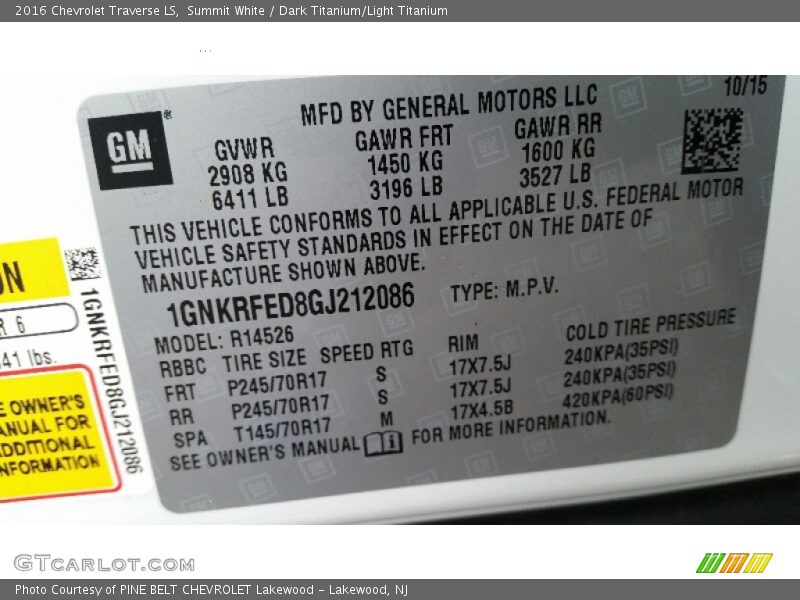 2016 Chevrolet Traverse LS, Summit White / Dark Titanium/Light Titanium
10/15
MFD BY GENERAL MOTORS LLC
GM
®
GVWR GAWR FRT GAWR RR
2908 KG 1450 KG 1600 KG
6411 LB 3196 LB 3527 LB
THIS VEHICLE CONFORMS TO ALL APPLICABLE U.S. FEDERAL MOTOR
VEHICLE SAFETY STANDARDS IN EFFECT ON THE DATE OF
MANUFACTURE SHOWN ABOVE.
1GNKRFED8GJ212086 TYPE: M.P.V.
MODEL: R14526
RBBC TIRE SIZE SPEED RTG RIM COLD TIRE PRESSURE
FRT P245/70R17 S 17X7.5J 240KPA(35PSI)
RR P245/70R17 S 17X7.5J 240KPA(35PSI)
SPA T145/70R17 M 17X4.5B 420KPA(60PSI)
SEE OWNER'S MANUAL i FOR MORE INFORMATION.
1GNKRFED8GJ212086
ON
R 6
41 lbs.
E OWNER'S
ANUAL FOR
ADDITIONAL
NFORMATION
GTCARLOT.COM
Photo Courtesy of PINE BELT CHEVROLET Lakewood - Lakewood, NJ